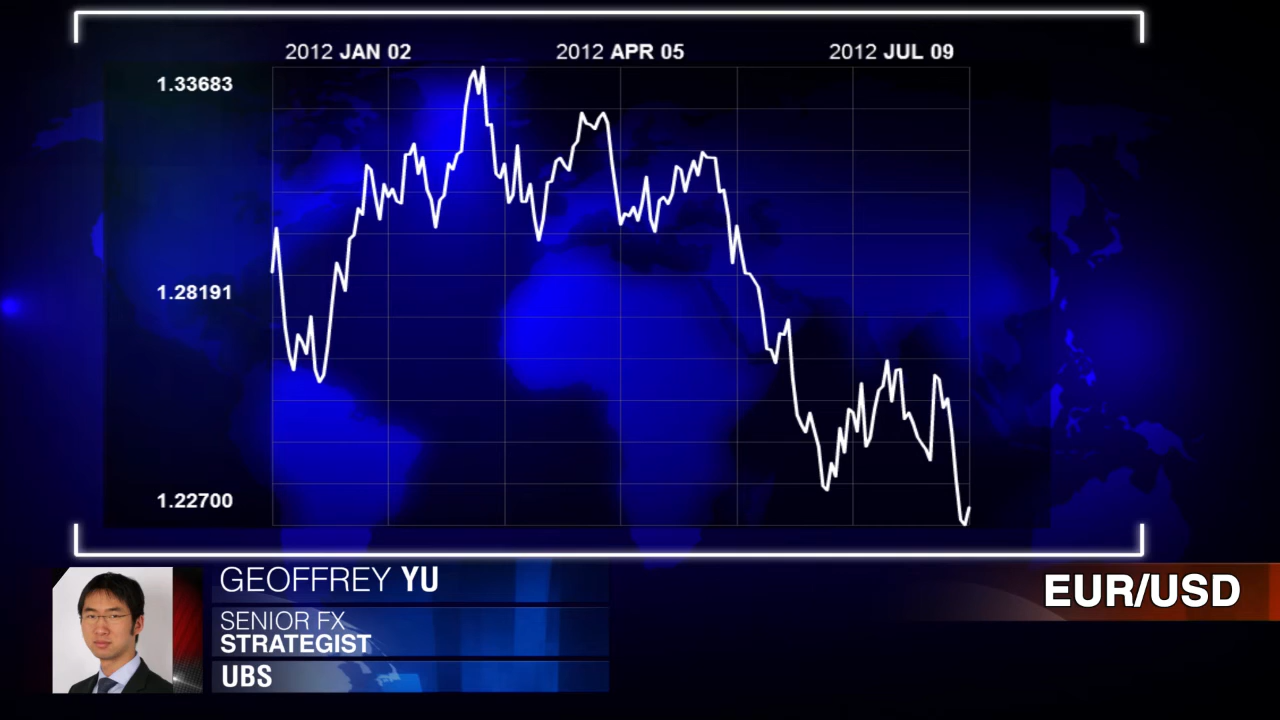 2012 JAN 02
2012 APR 05
2012 JUL 09
1.33683
1.28191
1.22700
GEOFFREY YU
SENIOR FX
STRATEGIST
UBS
EUR/USD